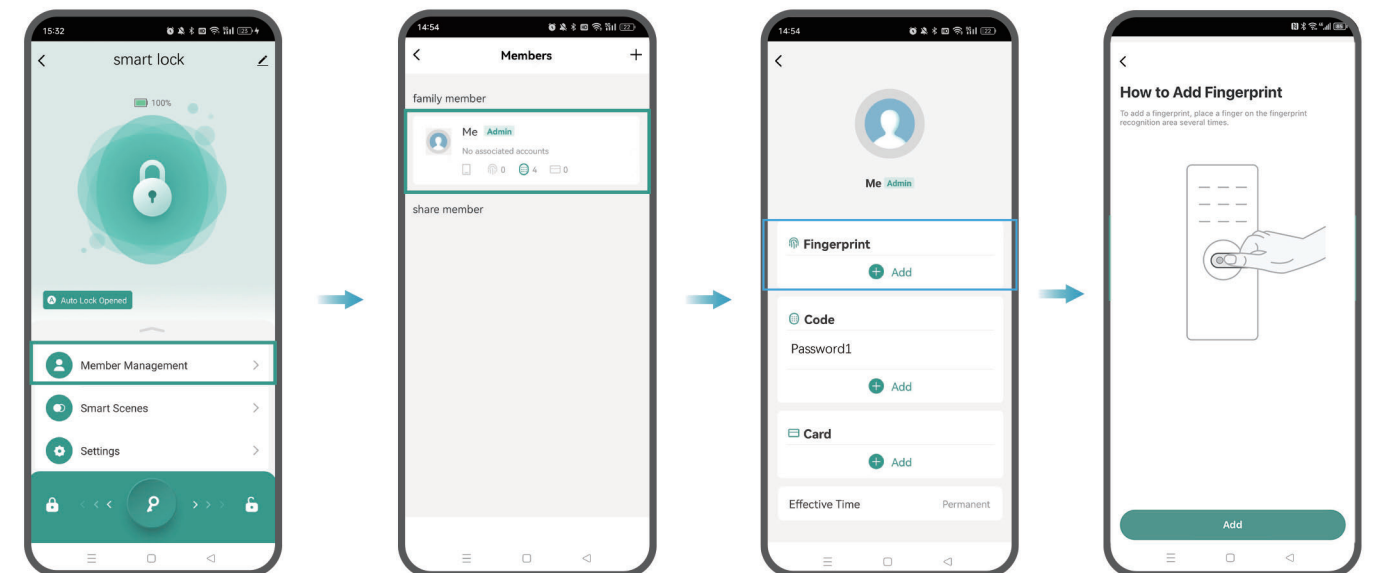 15:32
23
smart lock
100%
A Auto Lock Opened
Member Management
Smart Scenes
Settings
14:54
22
Members
family member
Me Admin
No associated accounts
0 4 0
share member
14:54
22
Me Admin
Fingerprint
Add
Code
Password1
Add
Card
Add
Effective Time Permanent
How to Add Fingerprint
To add a fingerprint, place a finger on the fingerprint
recognition area several times.
Add